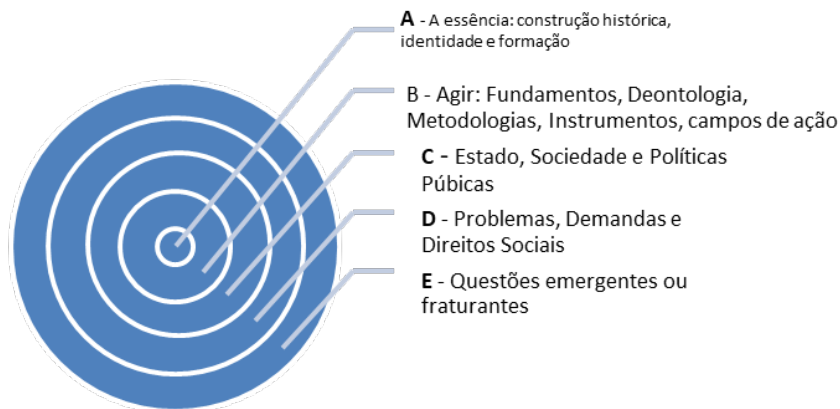 A - A essência: construção histórica,
identidade e formação
B - Agir: Fundamentos, Deontologia,
Metodologias, Instrumentos, campos de ação
C - Estado, Sociedade e Políticas
Púbicas
D - Problemas, Demandas e
Direitos Sociais
E - Questões emergentes ou
fraturantes